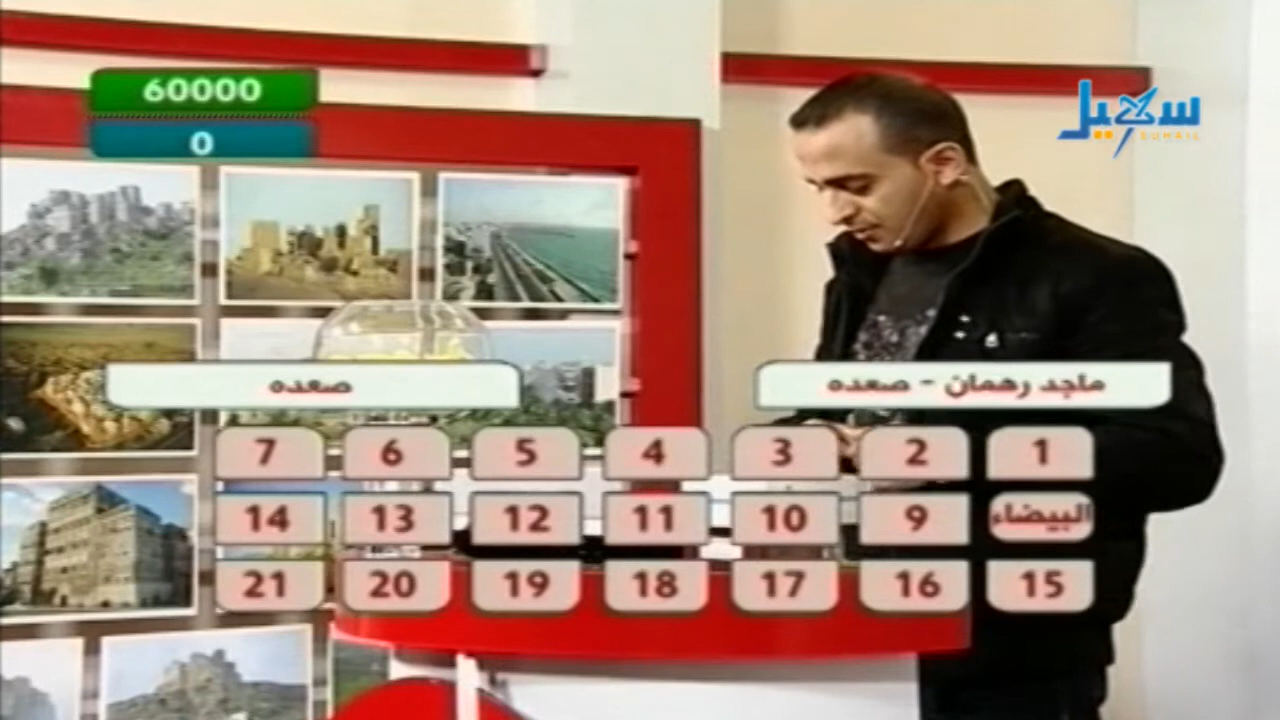 60000
0
سهيل
SUHAIL
ماجد رهمان - صعده
صعده
1 2 3 4 5 6 7
البيضاء 9 10 11 12 13 14
15 16 17 18 19 20 21